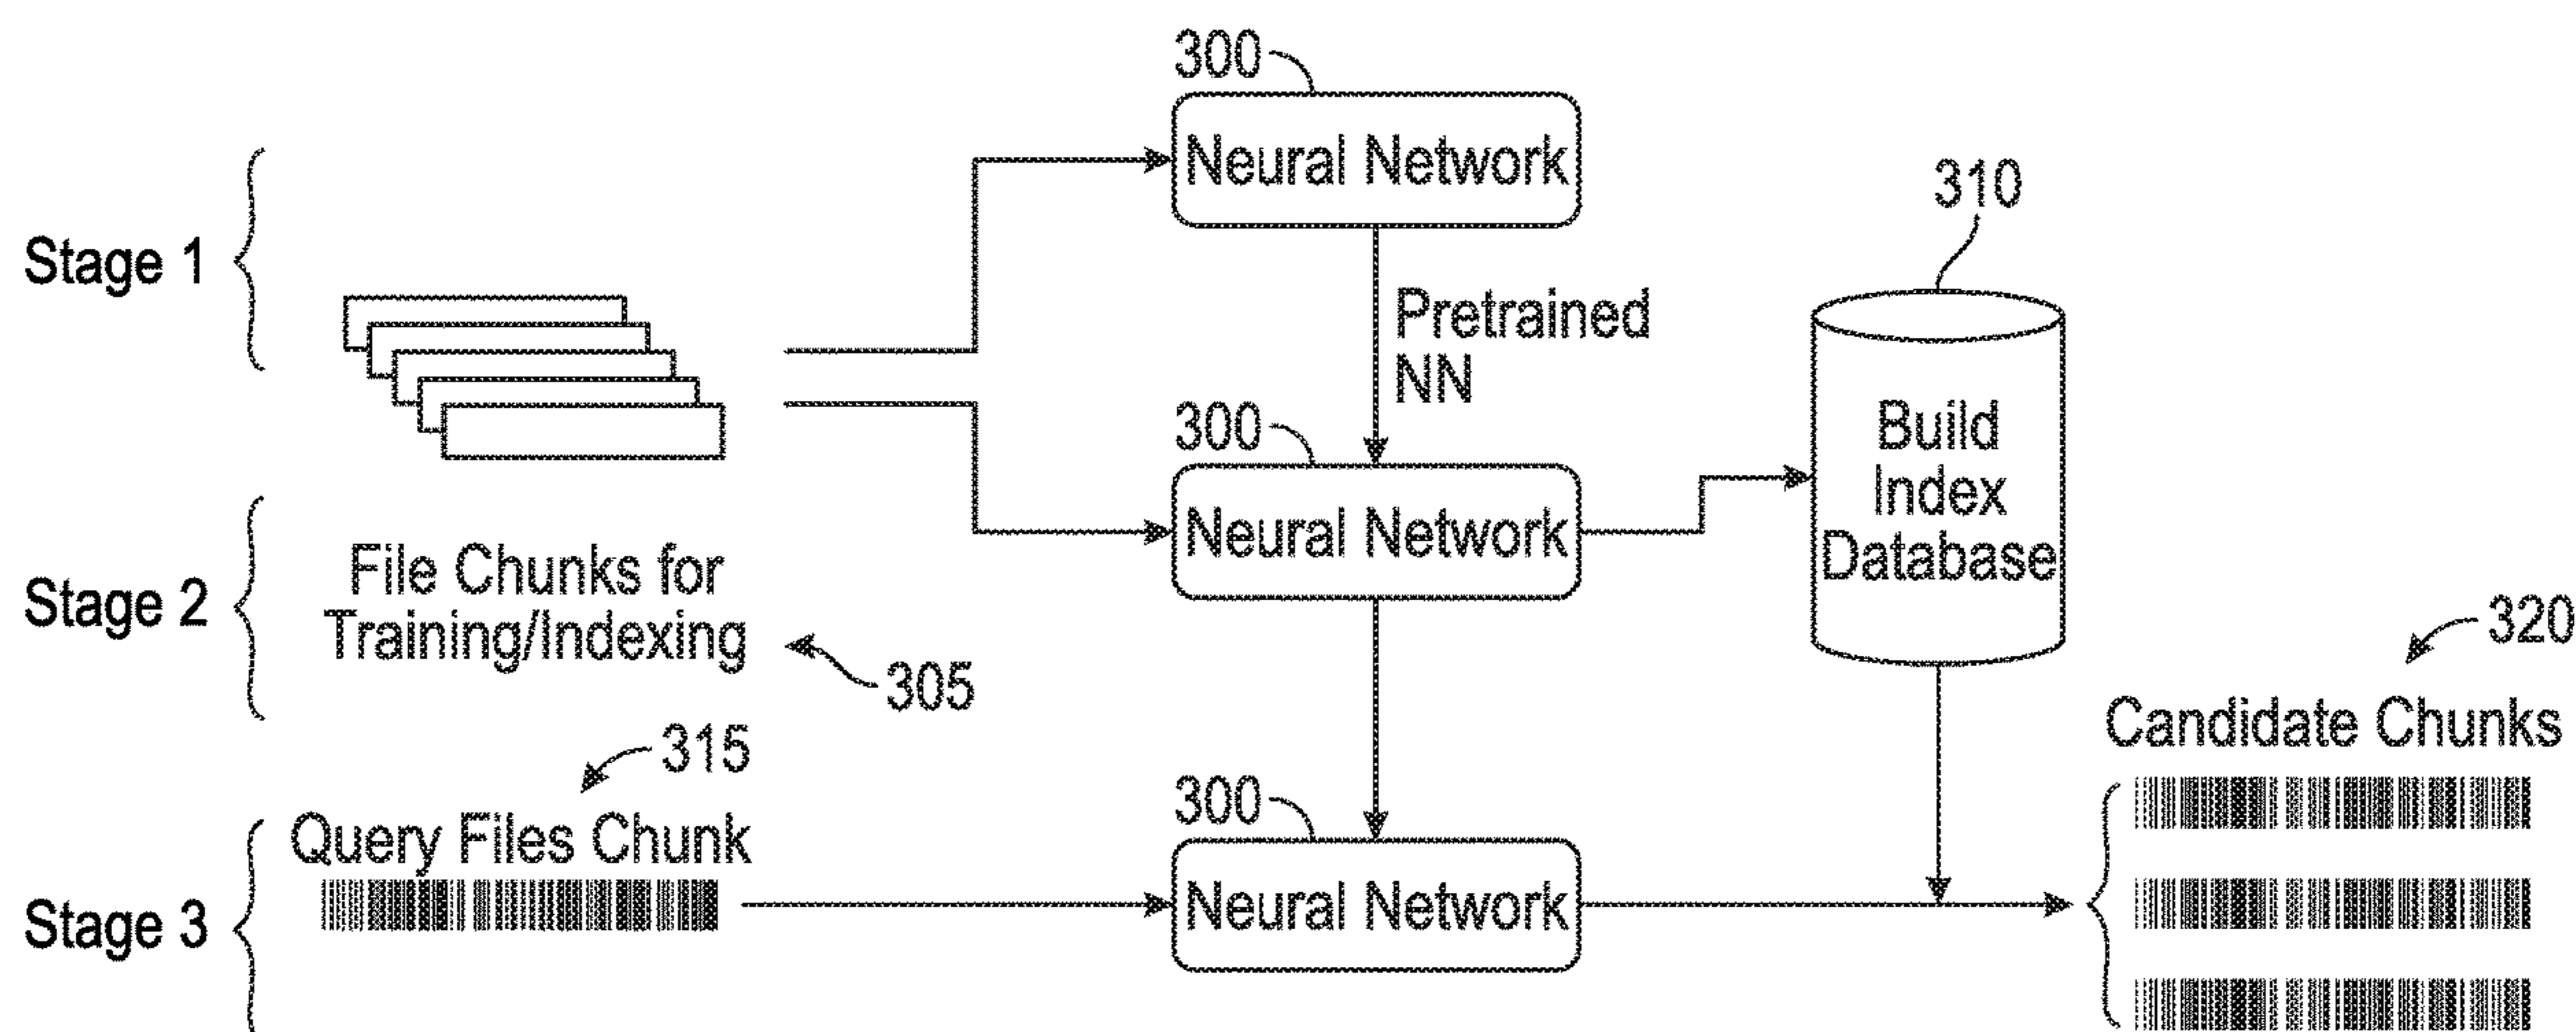 300
Neural Network
310
Stage 1
Pretrained
NN
300
Build
Index
Database
Neural Network
Stage 2
File Chunks for
Training/Indexing
305
320
Candidate Chunks
315
300
Query Files Chunk
Stage 3
Neural Network